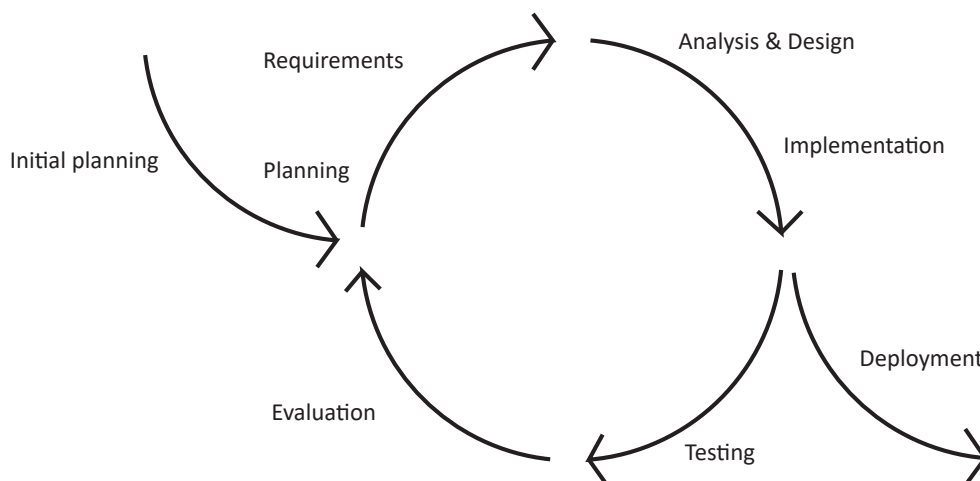 Requirements
Analysis & Design
Initial planning
Planning
Implementation
Deployment
Evaluation
Testing